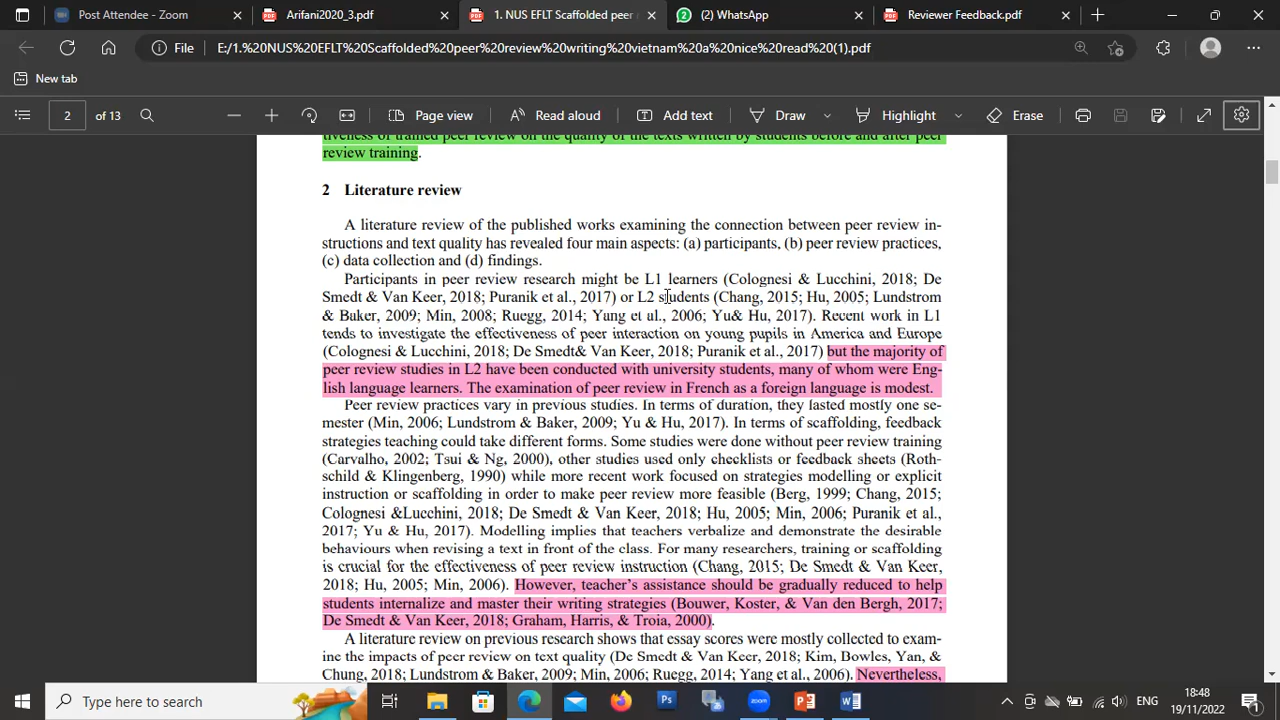 Post Attendee - Zoom
Arifani2020_3.pdf
1. NUS EFLT Scaffolded peer
(2) WhatsApp
Reviewer Feedback.pdf
File
E:/1.%20NUS%20EFLT%20Scaffolded%20peer%20review%20writing%20vietnam%20a%20nice%20read%20(1).pdf
New tab
2 of 13
Page view
Read aloud
Add text
Draw
Highlight
Erase
tiveness of trained peer review on the quality of the texts written by students before and after peer
review training.
2 Literature review
A literature review of the published works examining the connection between peer review in-
structions and text quality has revealed four main aspects: (a) participants, (b) peer review practices,
(c) data collection and (d) findings.
Participants in peer review research might be L1 learners (Colognesi & Lucchini, 2018; De
Smedt & Van Keer, 2018; Puranik et al., 2017) or L2 students (Chang, 2015; Hu, 2005; Lundstrom
& Baker, 2009; Min, 2008; Ruegg, 2014; Yang et al., 2006; Yu& Hu, 2017). Recent work in L1
tends to investigate the effectiveness of peer interaction on young pupils in America and Europe
(Colognesi & Lucchini, 2018; De Smedt& Van Keer, 2018; Puranik et al., 2017) but the majority of
peer review studies in L2 have been conducted with university students, many of whom were Eng-
lish language learners. The examination of peer review in French as a foreign language is modest.
Peer review practices vary in previous studies. In terms of duration, they lasted mostly one se-
mester (Min, 2006; Lundstrom & Baker, 2009; Yu & Hu, 2017). In terms of scaffolding, feedback
strategies teaching could take different forms. Some studies were done without peer review training
(Carvalho, 2002; Tsui & Ng, 2000), other studies used only checklists or feedback sheets (Roth-
schild & Klingenberg, 1990) while more recent work focused on strategies modelling or explicit
instruction or scaffolding in order to make peer review more feasible (Berg, 1999; Chang, 2015;
Colognesi &Lucchini, 2018; De Smedt & Van Keer, 2018; Hu, 2005; Min, 2006; Puranik et al.,
2017; Yu & Hu, 2017). Modelling implies that teachers verbalize and demonstrate the desirable
behaviours when revising a text in front of the class. For many researchers, training or scaffolding
is crucial for the effectiveness of peer review instruction (Chang, 2015; De Smedt & Van Keer,
2018; Hu, 2005; Min, 2006). However, teacher's assistance should be gradually reduced to help
students internalize and master their writing strategies (Bouwer, Koster, & Van den Bergh, 2017;
De Smedt & Van Keer, 2018; Graham, Harris, & Troia, 2000).
A literature review on previous research shows that essay scores were mostly collected to exam-
ine the impacts of peer review on text quality (De Smedt & Van Keer, 2018; Kim, Bowles, Yan, &
Chung, 2018; Lundstrom & Baker, 2009; Min, 2006; Ruegg, 2014; Yang et al., 2006). Nevertheless,
Type here to search
ENG
18:48
19/11/2022